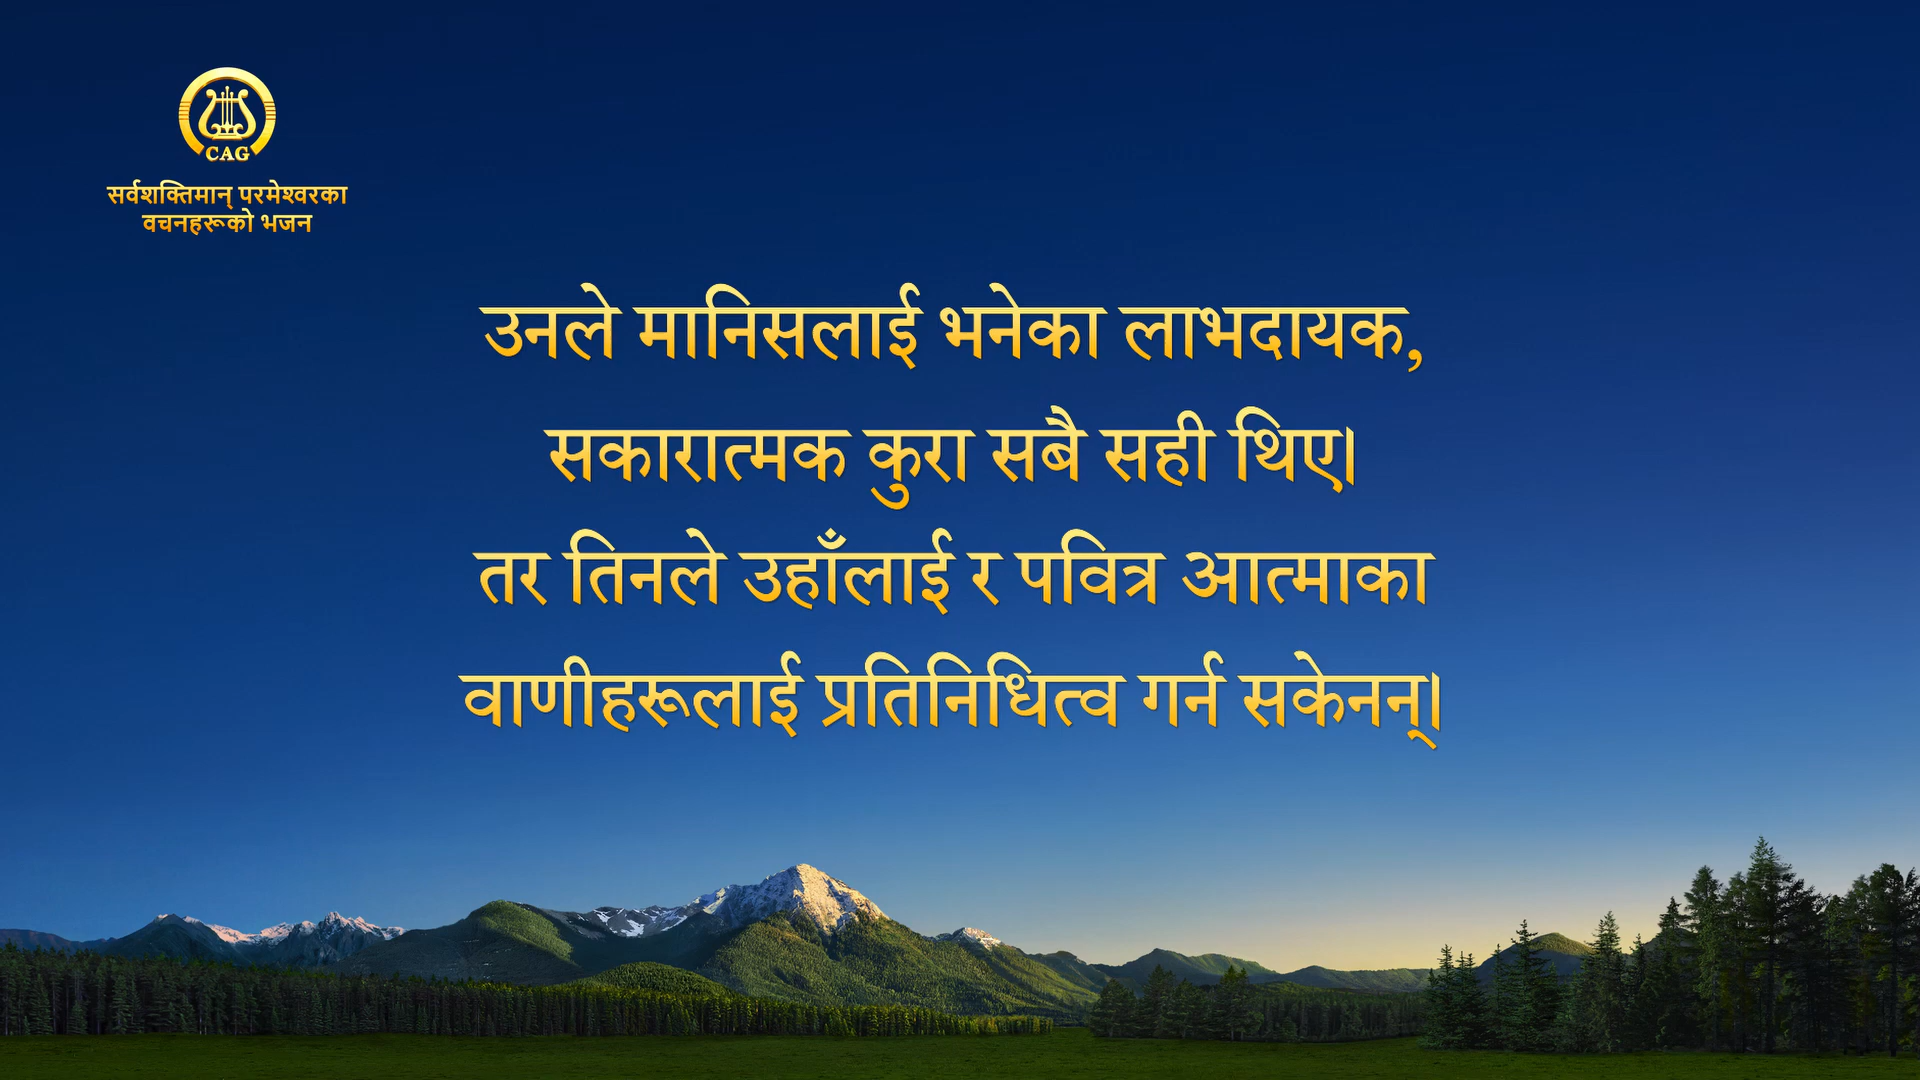 CAG
सर्वशक्तिमान् परमेश्वरका
वचनहरूको भजन
उनले मानिसलाई भनेका लाभदायक,
सकारात्मक कुरा सबै सही थिए।
तर तिनले उहाँलाई र पवित्र आत्माका
वाणीहरूलाई प्रतिनिधित्व गर्न सकेनन्।